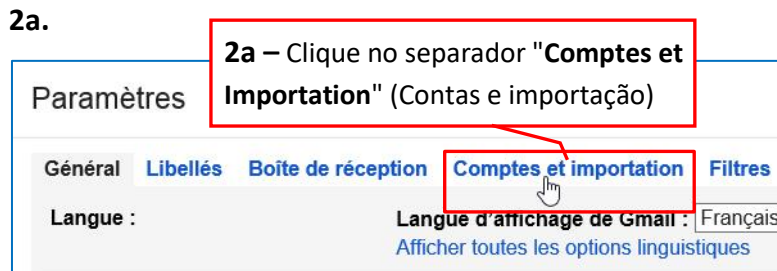 2a.
2a – Clique no separador "Comptes et
Importation" (Contas e importação)
Paramètres
Général Libellés Boîte de réception Comptes et importation Filtres
Langue : Langue d'affichage de Gmail : Français
Afficher toutes les options linguistiques